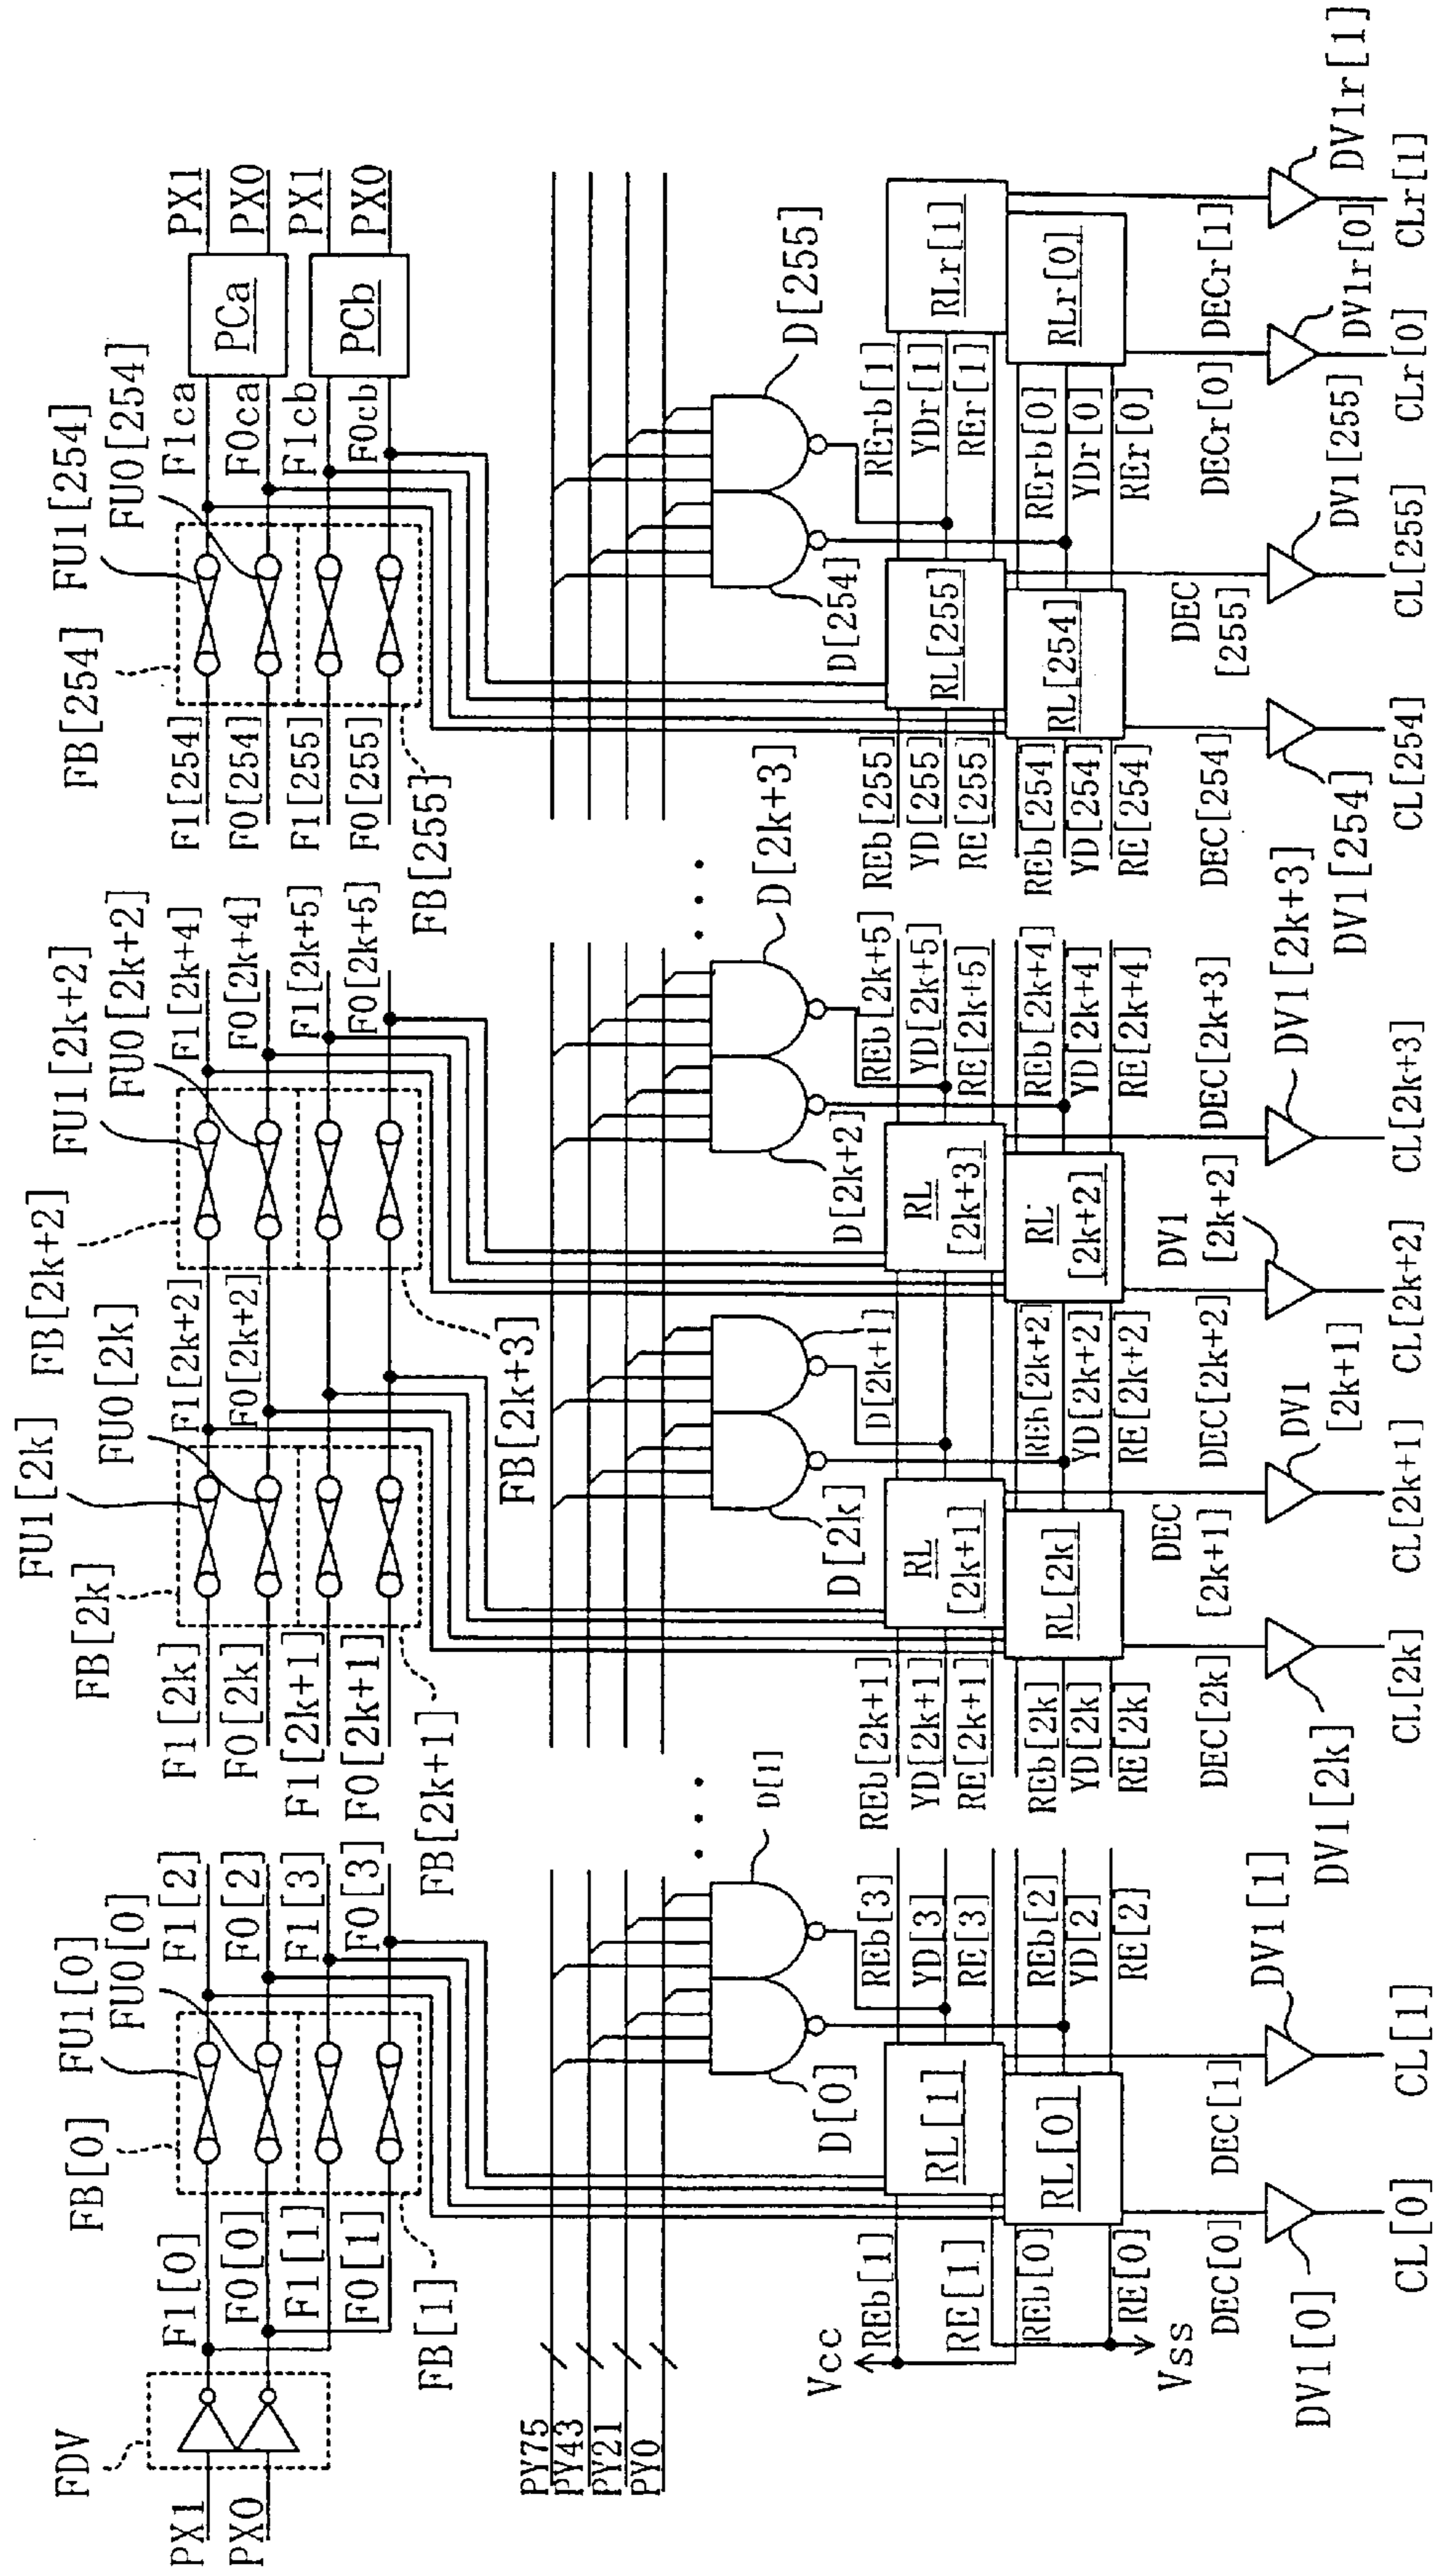 FDV
PX1
PX0
FB[0]
FU1[0]
FU0[0]
F1[0]
F0[0]
F1[1]
F0[1]
FB[1]
F1[2]
F0[2]
F1[3]
F0[3]
FB[2k]
FU1[2k]
FU0[2k]
F1[2k]
F0[2k]
F1[2k+1]
F0[2k+1]
FB[2k+1]
FB[2k+2]
FU1[2k+2]
FU0[2k+2]
F1[2k+2]
F0[2k+2]
FB[2k+3]
F1[2k+4]
F0[2k+4]
F1[2k+5]
F0[2k+5]
FB[254]
FU1[254]
FU0[254]
F1[254]
F0[254]
F1[255]
F0[255]
FB[255]
F1ca
F0ca
F1cb
F0cb
PCa
PCb
PX1
PX0
PX1
PX0
PY75
PY43
PY21
PY0
D[0]
D[1]
D[2k]
D[2k+1]
D[2k+2]
D[2k+3]
D[254]
D[255]
Vcc
Vss
REb[1]
RE[1]
REb[0]
RE[0]
RL[1]
RL[0]
REb[3]
YD[3]
RE[3]
REb[2]
YD[2]
RE[2]
REb[2k+1]
YD[2k+1]
RE[2k+1]
REb[2k]
YD[2k]
RE[2k]
RL
[2k+1]
RL[2k]
REb[2k+2]
YD[2k+2]
RE[2k+2]
RL
[2k+3]
RL
[2k+2]
REb[2k+5]
YD[2k+5]
RE[2k+5]
REb[2k+4]
YD[2k+4]
RE[2k+4]
REb[255]
YD[255]
RE[255]
REb[254]
YD[254]
RE[254]
RL[255]
RL[254]
RErb[1]
YDr[1]
REr[1]
RErb[0]
YDr[0]
REr[0]
RLr[1]
RLr[0]
DEC[0]
DEC[1]
DEC[2k]
DEC
[2k+1]
DEC[2k+2]
DEC[2k+3]
DEC[254]
DEC
[255]
DECr[0]
DECr[1]
DV1[0]
DV1[1]
DV1[2k]
DV1
[2k+1]
DV1
[2k+2]
DV1[2k+3]
DV1[254]
DV1[255]
DV1r[0]
DV1r[1]
CL[0]
CL[1]
CL[2k]
CL[2k+1]
CL[2k+2]
CL[2k+3]
CL[254]
CL[255]
CLr[0]
CLr[1]